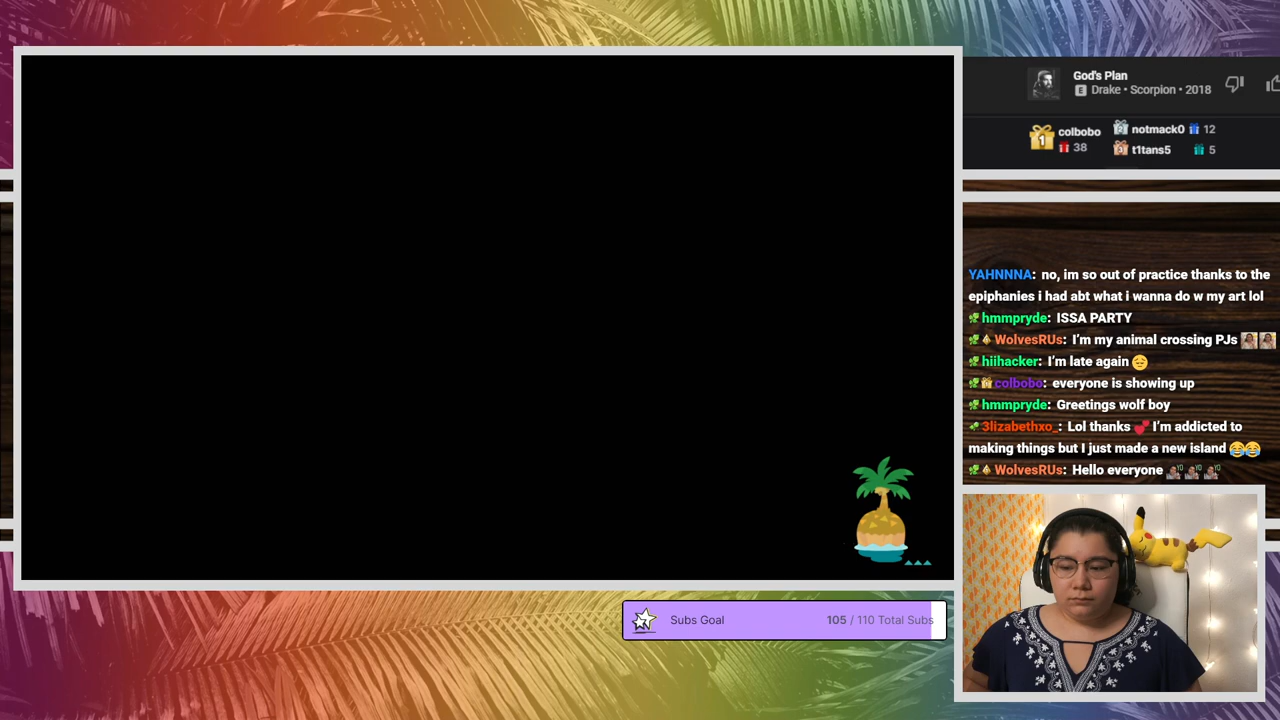 God's Plan
E Drake • Scorpion • 2018
colbobo
38
notmack0 12
t1tans5 5
YAHNNNA: no, im so out of practice thanks to the
epiphanies i had abt what i wanna do w my art lol
hmmpryde: ISSA PARTY
WolvesRUs: I'm my animal crossing PJs
hiihacker: I'm late again 😔
colbobo: everyone is showing up
hmmpryde: Greetings wolf boy
3lizabethxo_: Lol thanks 💕 I'm addicted to
making things but I just made a new island 😂😂
WolvesRUs: Hello everyone
Subs Goal 105 / 110 Total Subs